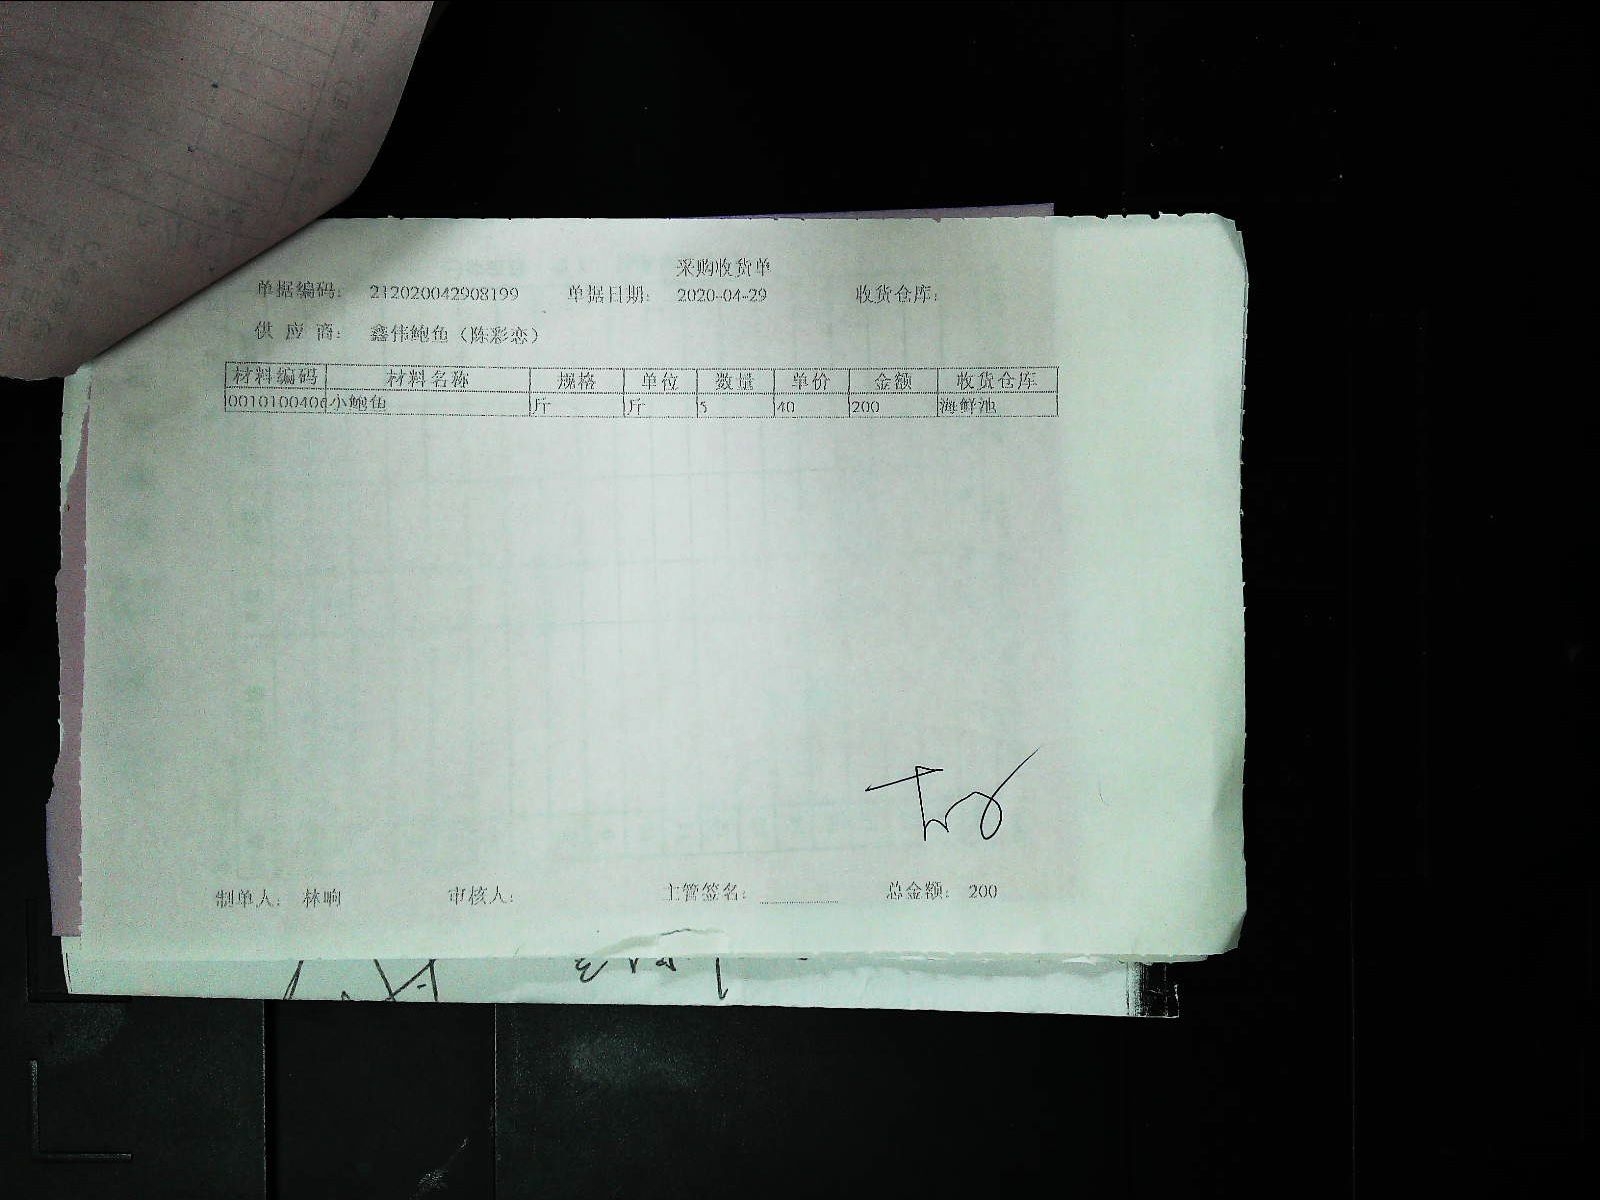 采购收货单
单据编码： 212020042908199 单据日期： 2020-04-29 收货仓库：
供 应 商： 鑫伟鲍鱼（陈彩恋）
材料编码 材料名称 规格 单位 数量 单价 金额 收货仓库
0010100406 小鲍鱼 斤 斤 5 40 200 海鲜池
制单人： 林响 审核人： 主管签名： 总金额： 200